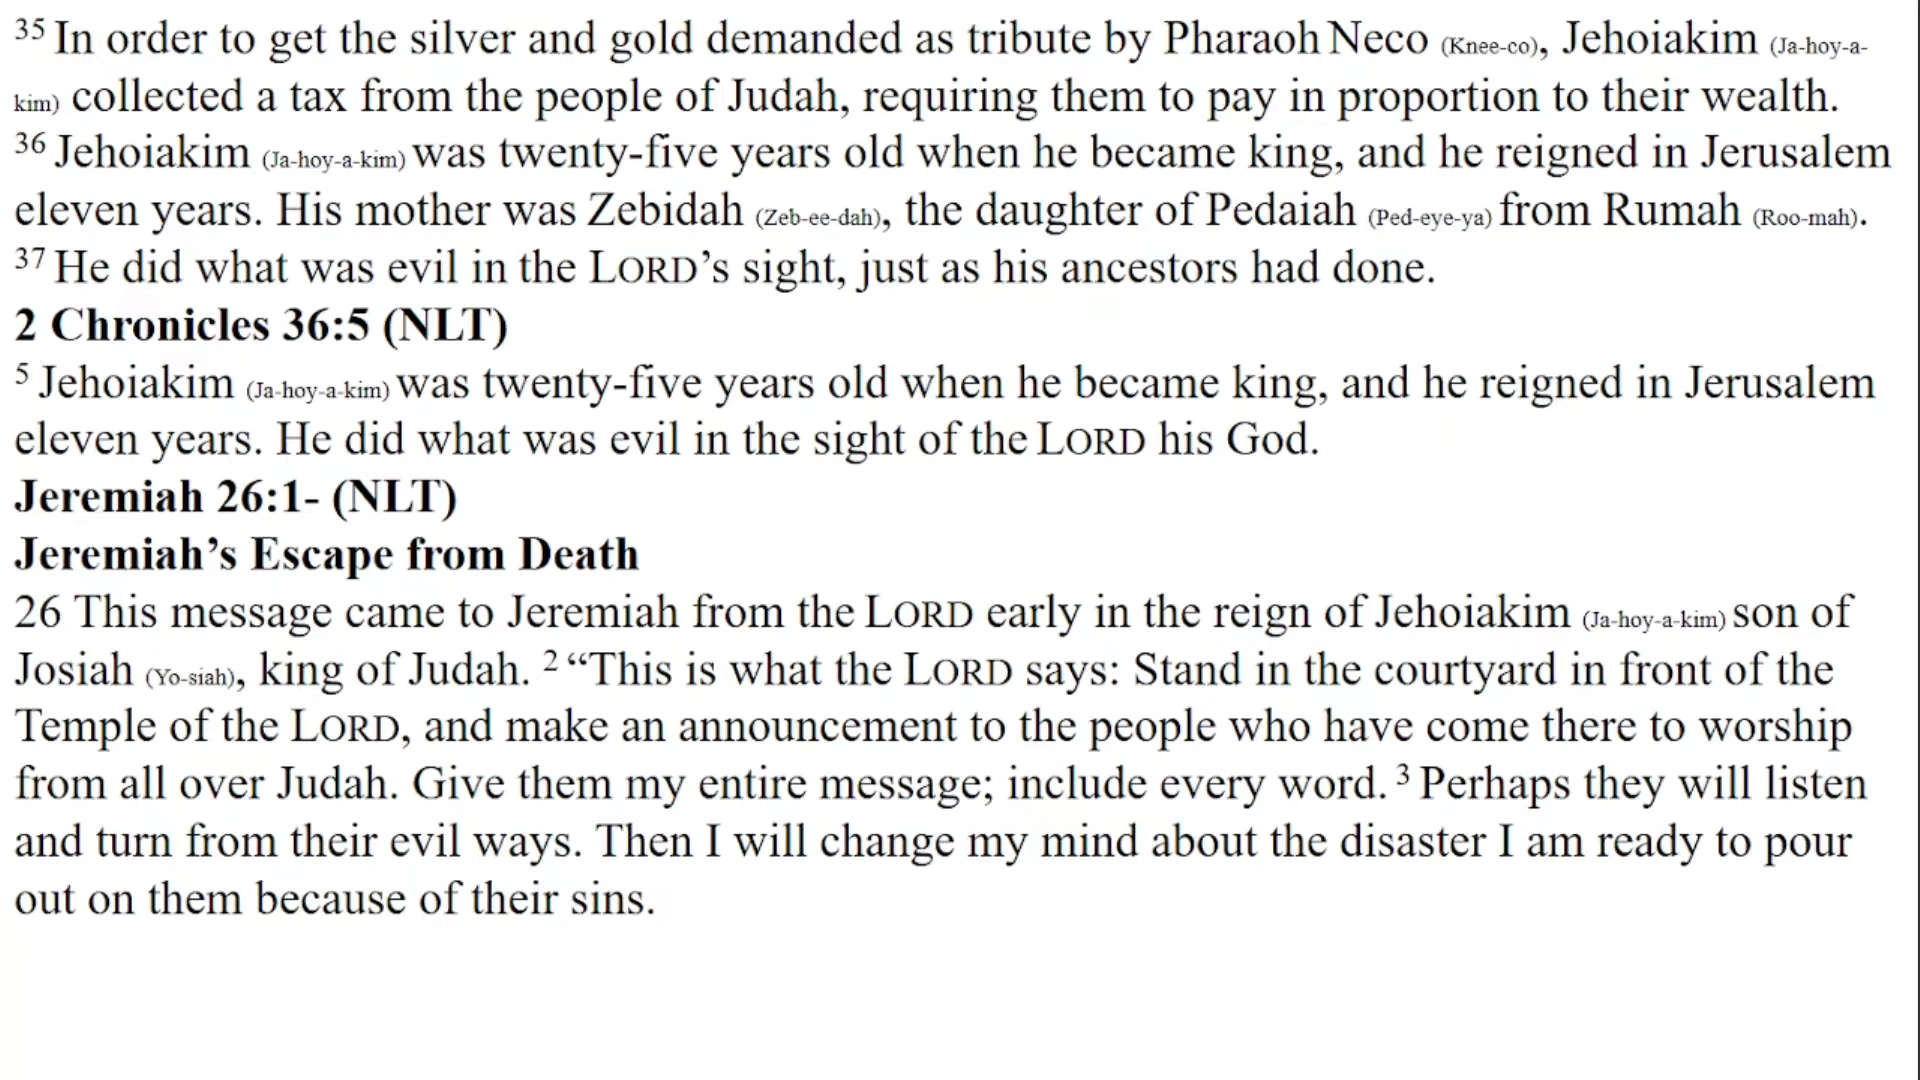 35 In order to get the silver and gold demanded as tribute by Pharaoh Neco (Knee-co), Jehoiakim (Ja-hoy-a-
kim) collected a tax from the people of Judah, requiring them to pay in proportion to their wealth.
36 Jehoiakim (Ja-hoy-a-kim) was twenty-five years old when he became king, and he reigned in Jerusalem
eleven years. His mother was Zebidah (Zeb-ee-dah), the daughter of Pedaiah (Ped-eye-ya) from Rumah (Roo-mah).
37 He did what was evil in the LORD’s sight, just as his ancestors had done.
2 Chronicles 36:5 (NLT)
5 Jehoiakim (Ja-hoy-a-kim) was twenty-five years old when he became king, and he reigned in Jerusalem
eleven years. He did what was evil in the sight of the LORD his God.
Jeremiah 26:1- (NLT)
Jeremiah’s Escape from Death
26 This message came to Jeremiah from the LORD early in the reign of Jehoiakim (Ja-hoy-a-kim) son of
Josiah (Yo-siah), king of Judah. 2 “This is what the LORD says: Stand in the courtyard in front of the
Temple of the LORD, and make an announcement to the people who have come there to worship
from all over Judah. Give them my entire message; include every word. 3 Perhaps they will listen
and turn from their evil ways. Then I will change my mind about the disaster I am ready to pour
out on them because of their sins.